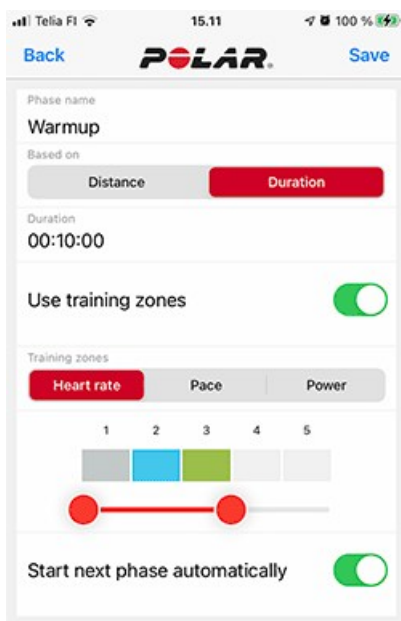 Telia FI 15.11 100 %
Back POLAR. Save
Phase name
Warmup
Based on
Distance Duration
Duration
00:10:00
Use training zones
Training zones
Heart rate Pace Power
1 2 3 4 5
Start next phase automatically